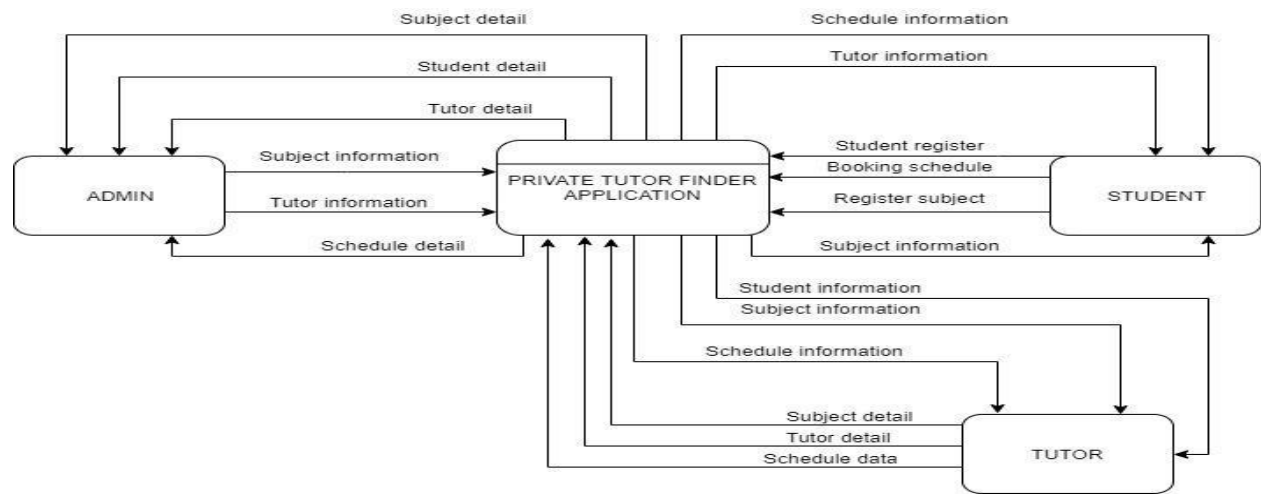 Subject detail
Schedule information
Student detail
Tutor information
Tutor detail
Student register
Subject information
Booking schedule
PRIVATE TUTOR FINDER
APPLICATION
ADMIN
STUDENT
Tutor information
Register subject
Schedule detail
Subject information
Student information
Subject information
Schedule information
Subject detail
Tutor detail
TUTOR
Schedule data